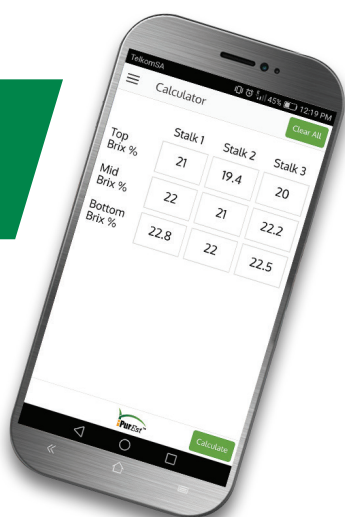 TelkomSA 45% 12:19 PM
Calculator Clear All
Stalk 1 Stalk 2 Stalk 3
Top
Brix %
21 19.4 20
Mid
Brix %
22 21 22.2
Bottom
Brix %
22.8 22 22.5
iPurEst™
Calculate